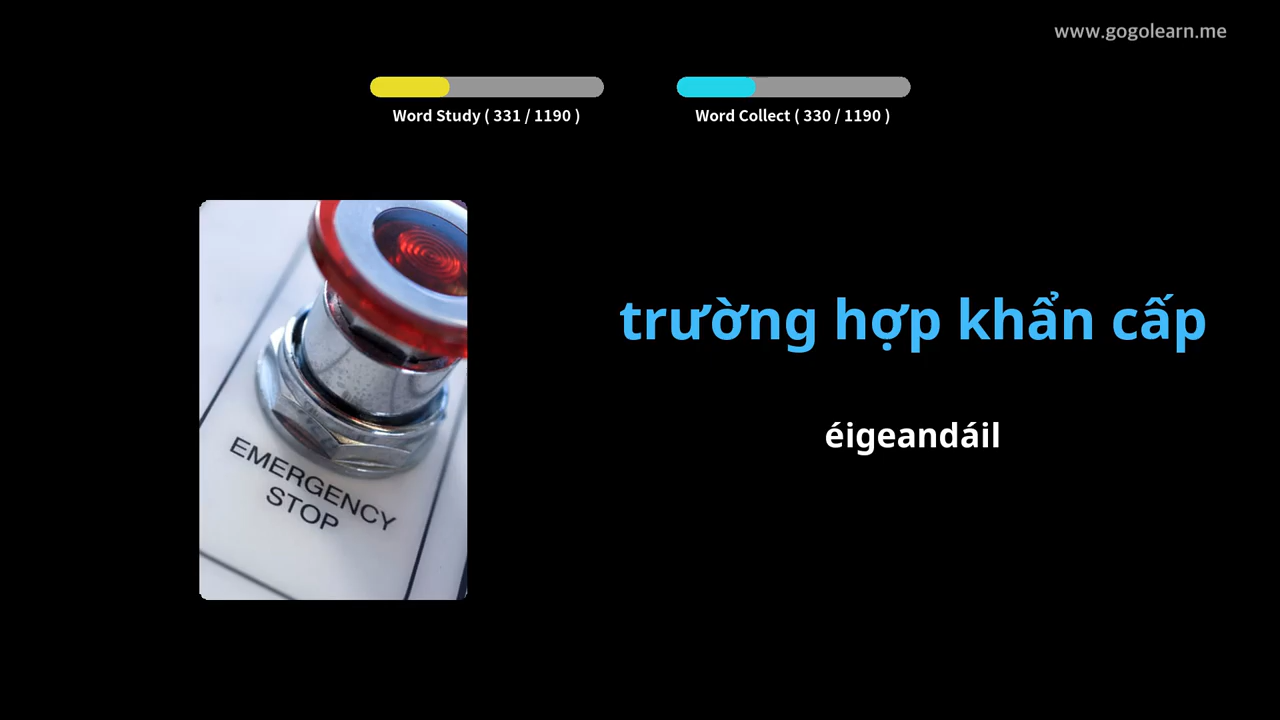 www.gogolearn.me
Word Study ( 331 / 1190 )
Word Collect ( 330 / 1190 )
trường hợp khẩn cấp
éigeandáil
EMERGENCY
STOP